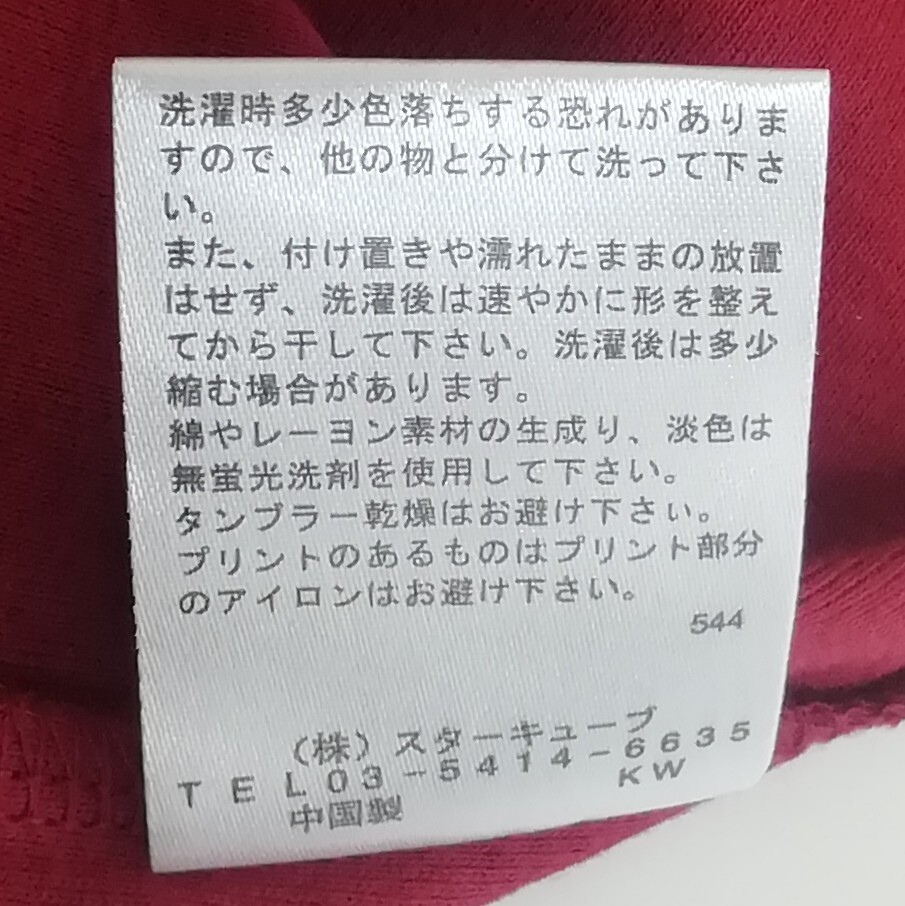 洗濯時多少色落ちする恐れがありま
すので、他の物と分けて洗って下さ
い。
また、付け置きや濡れたままの放置
はせず、洗濯後は速やかに形を整え
てから干して下さい。洗濯後は多少
縮む場合があります。
綿やレーヨン素材の生成り、淡色は
無蛍光洗剤を使用して下さい。
タンブラー乾燥はお避け下さい。
プリントのあるものはプリント部分
のアイロンはお避け下さい。
544
（株）スターキューブ
TEL03-5414-6635
KW
中国製